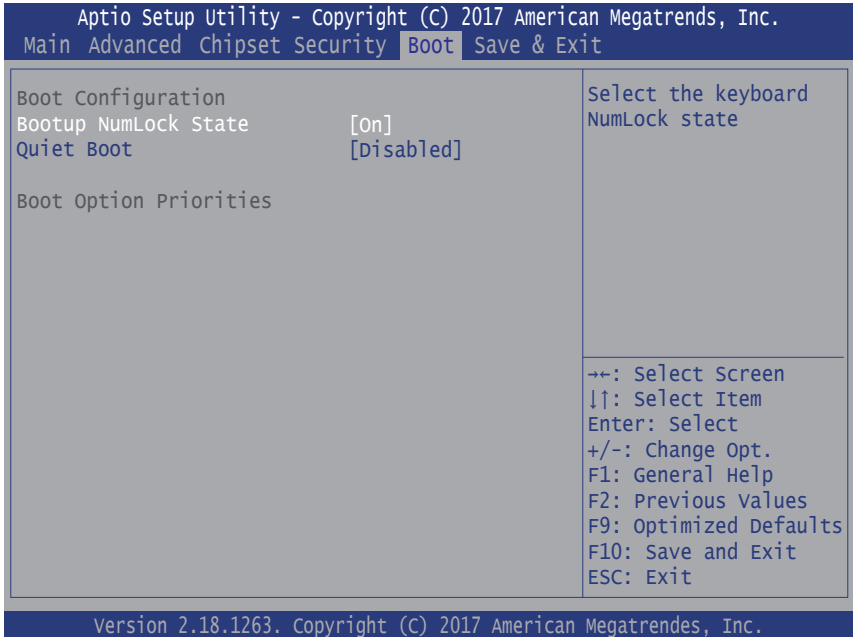 Aptio Setup Utility - Copyright (C) 2017 American Megatrends, Inc.
Main Advanced Chipset Security Boot Save & Exit
Boot Configuration
Bootup NumLock State [On]
Quiet Boot [Disabled]
Boot Option Priorities
Select the keyboard
NumLock state
→←: Select Screen
↓↑: Select Item
Enter: Select
+/-: Change Opt.
F1: General Help
F2: Previous Values
F9: Optimized Defaults
F10: Save and Exit
ESC: Exit
Version 2.18.1263. Copyright (C) 2017 American Megatrendes, Inc.